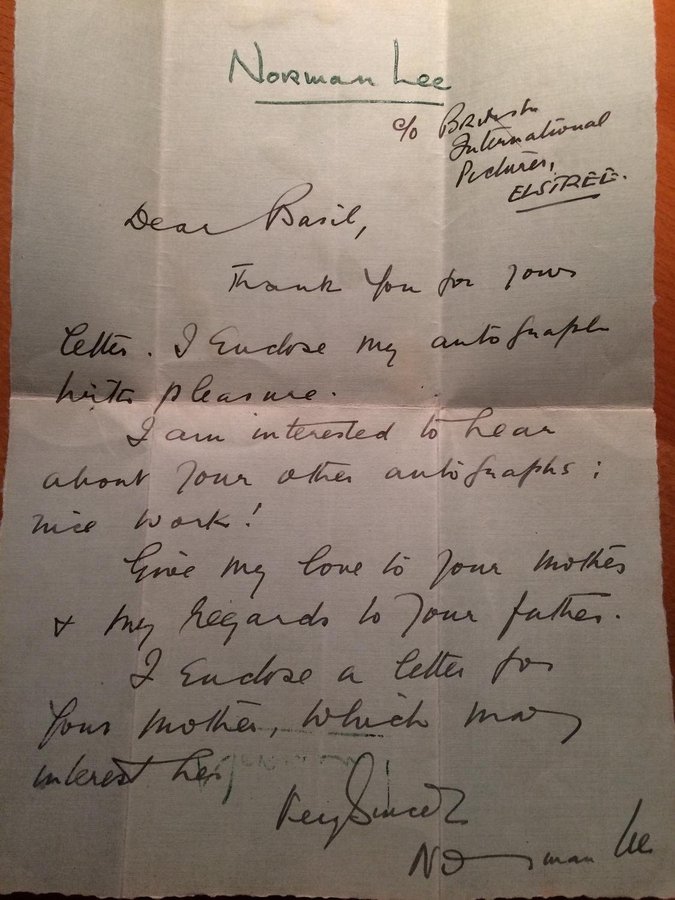 Norman Lee
c/o British
International
Pictures,
ELSTREE.
Dear Basil,
Thank you for your
letter. I enclose my autograph
with pleasure.
I am interested to hear
about your other autographs:
nice work!
Give my love to your mother
& my regards to your father.
I enclose a letter for
your mother, which may
interest her
Very Sincerely
Norman Lee